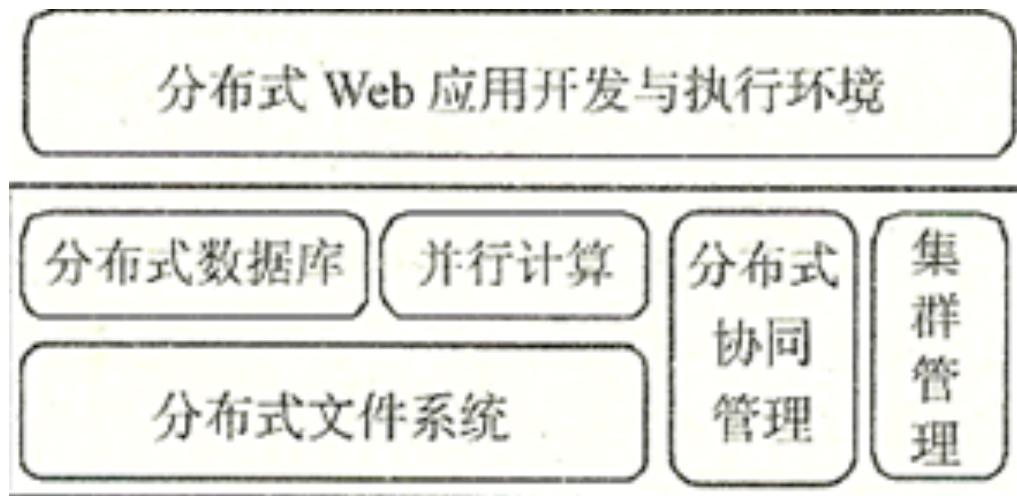 分布式 Web 应用开发与执行环境
分布式数据库
并行计算
分布式文件系统
分布式
协同
管理
集
群
管
理